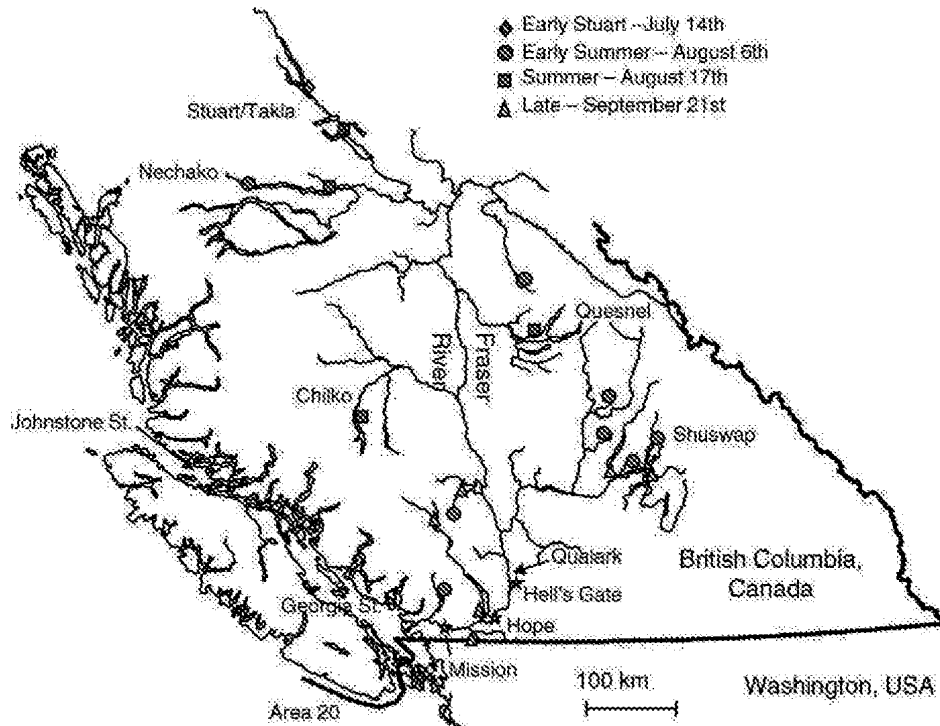 Early Stuart – July 14th
Early Summer – August 6th
Summer – August 17th
Late – September 21st
Stuart/Takla
Nechako
Quesnel
Fraser
River
Chilko
Johnstone St.
Shuswap
Qualark
British Columbia,
Canada
Hell's Gate
Georgia St.
Hope
Mission
100 km
Washington, USA
Area 20